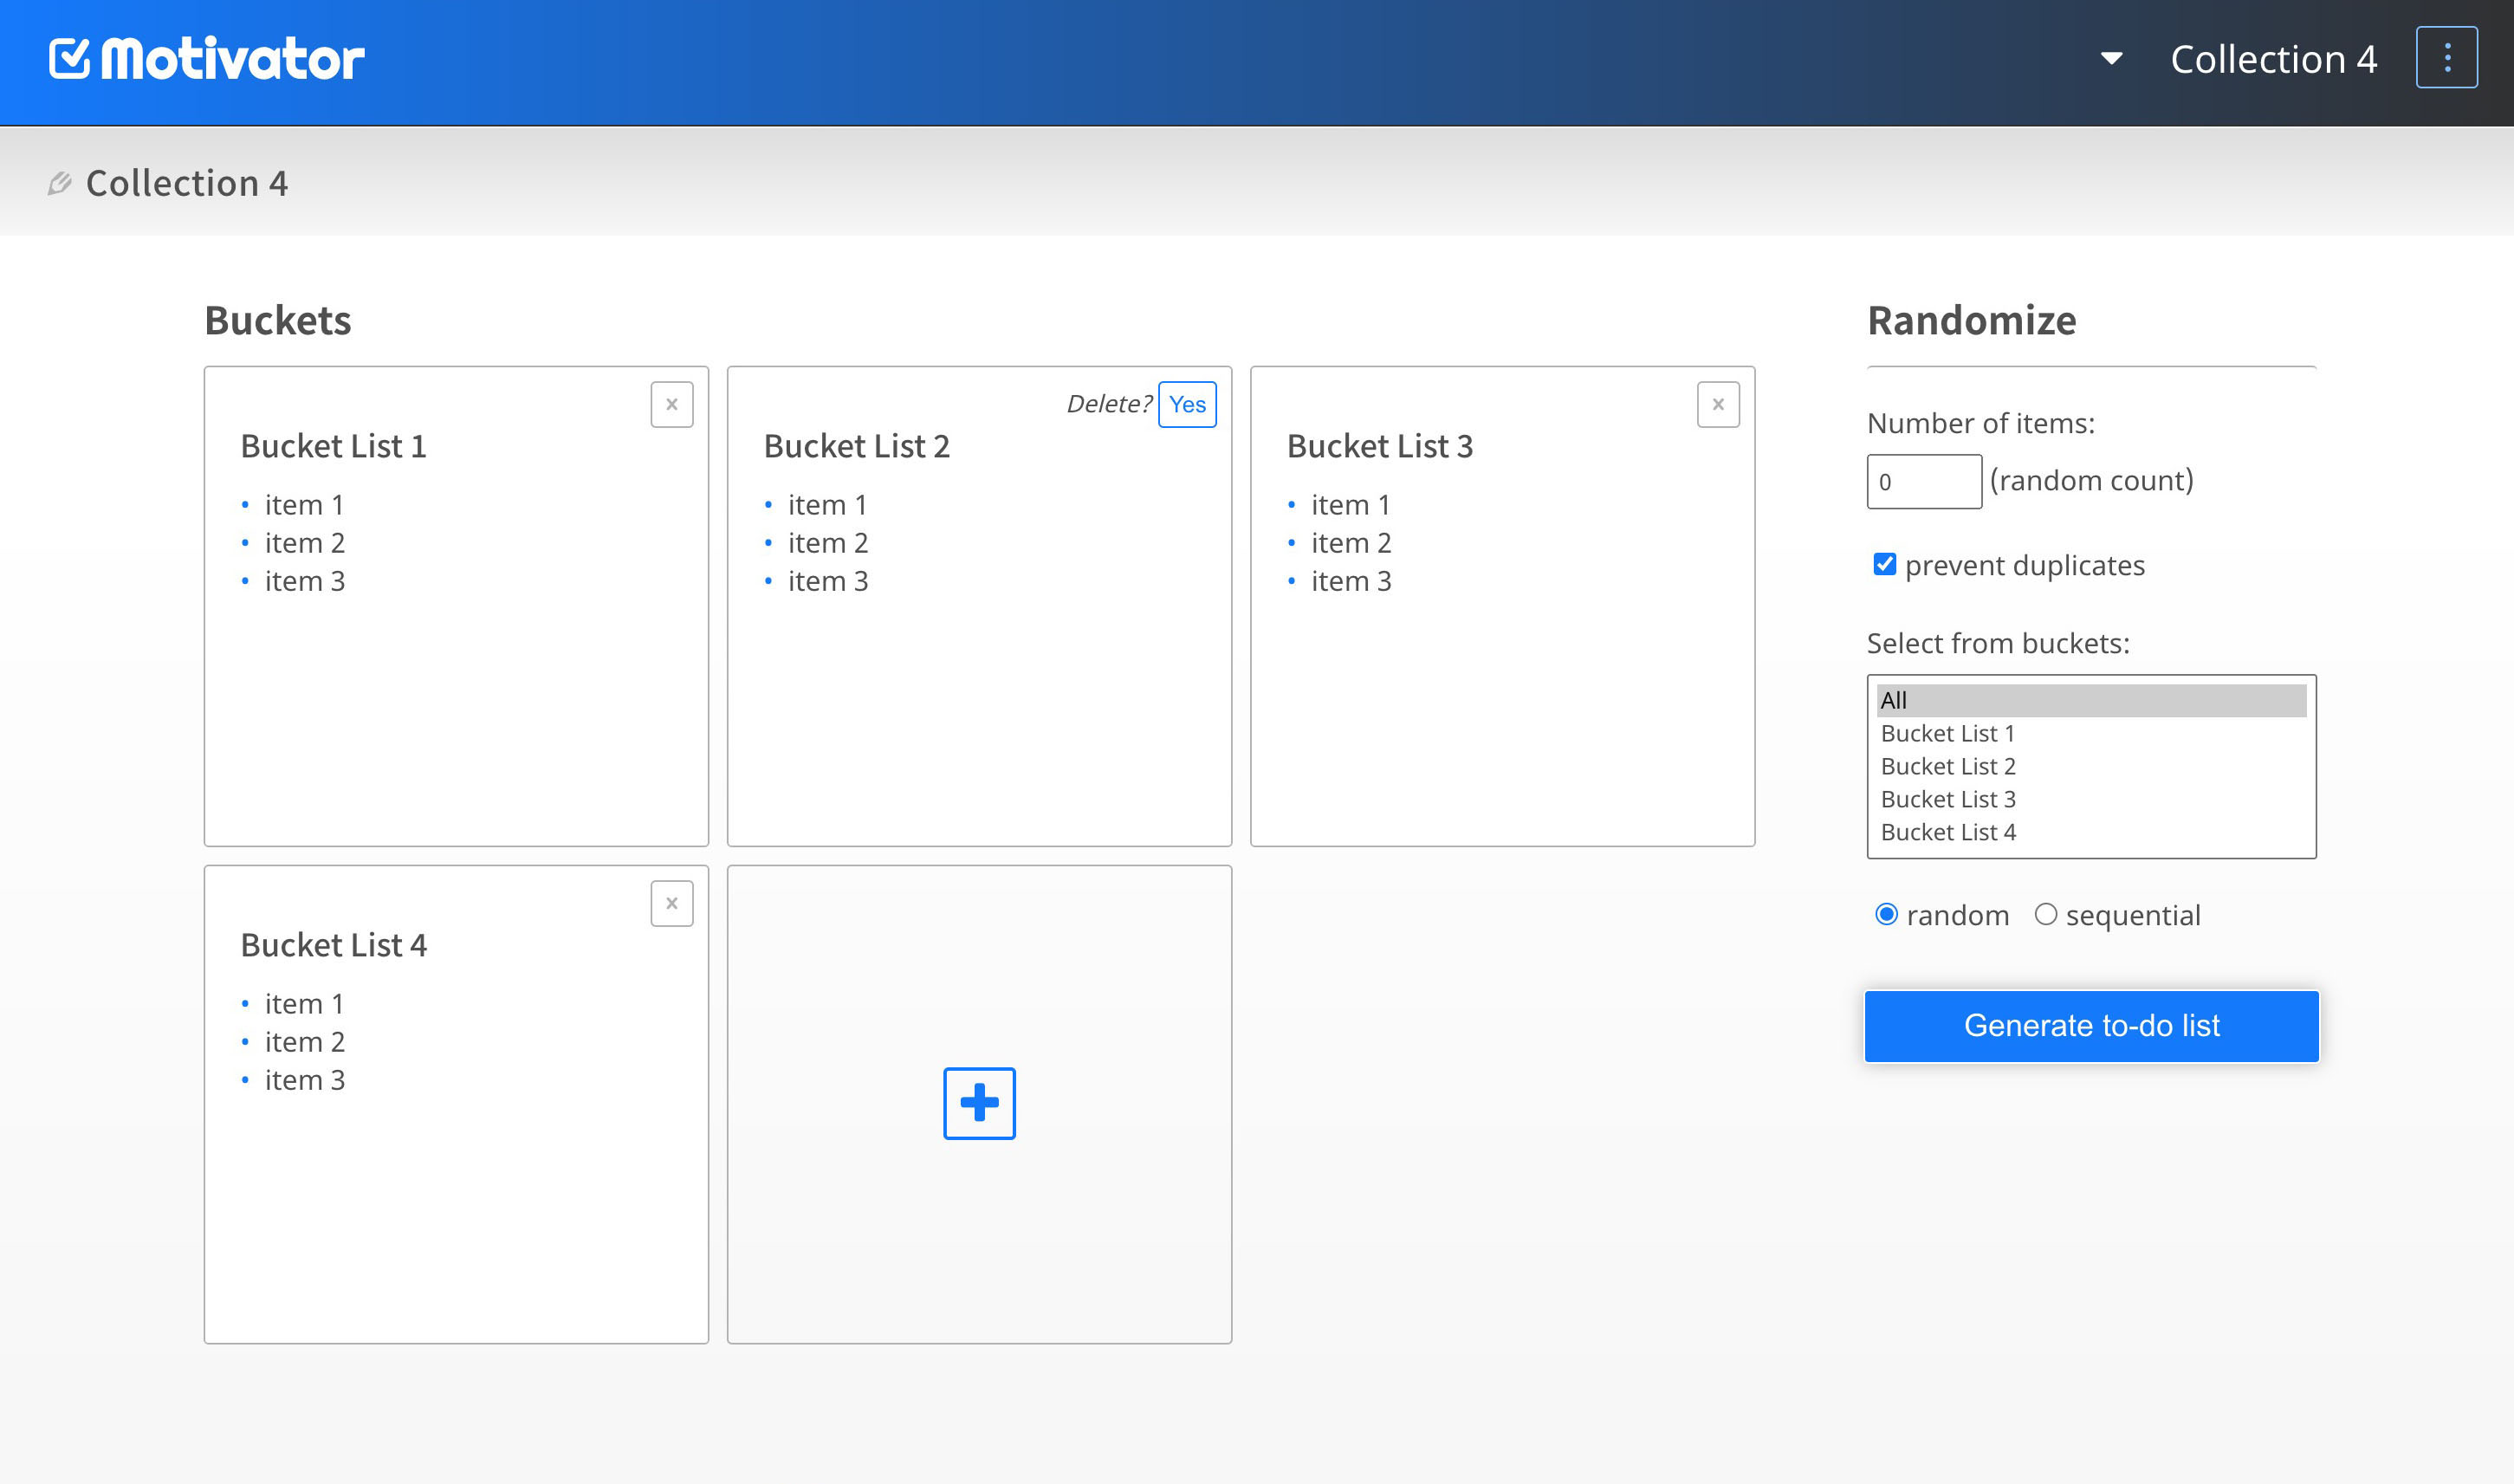 Motivator
Collection 4
Collection 4
Buckets
Bucket List 1
item 1
item 2
item 3
Delete? Yes
Bucket List 2
item 1
item 2
item 3
Bucket List 3
item 1
item 2
item 3
Bucket List 4
item 1
item 2
item 3
Randomize
Number of items:
0 (random count)
prevent duplicates
Select from buckets:
All
Bucket List 1
Bucket List 2
Bucket List 3
Bucket List 4
random sequential
Generate to-do list